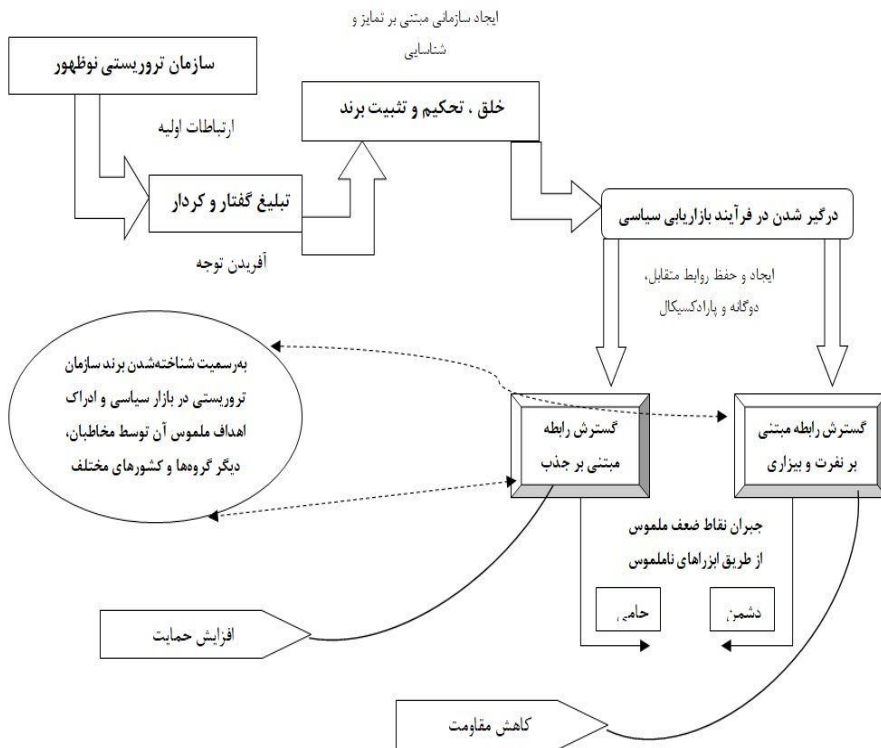 ایجاد سازمانی مبتنی بر تمایز و
شناسایی
سازمان تروریستی نوظهور
خلق ، تحکیم و تثبیت برند
ارتباطات اولیه
تبلیغ گفتار و کردار
درگیر شدن در فرآیند بازاریابی سیاسی
آفریدن توجه
ایجاد و حفظ روابط متقابل،
دوگانه و پارادکسیکال
به‌رسمیت شناخته‌شدن برند سازمان
تروریستی در بازار سیاسی و ادراک
اهداف ملموس آن توسط مخاطبان،
دیگر گروه‌ها و کشورهای مختلف
گسترش رابطه مبتنی
بر نفرت و بیزاری
گسترش رابطه
مبتنی بر جذب
جبران نقاط ضعف ملموس
از طریق ابزراهای ناملموس
دشمن
حامی
افزایش حمایت
کاهش مقاومت